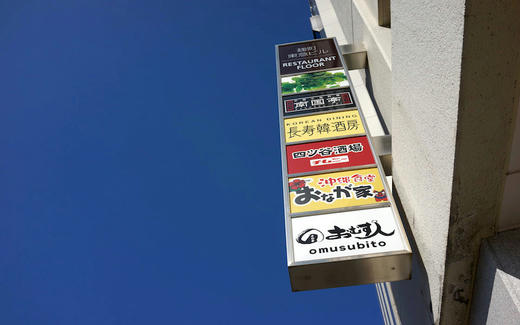 麹町
東急ビル
RESTAURANT
FLOOR
南国亭
KOREAN DINING
長寿韓酒房
四ツ谷酒場
沖縄食堂
おなが家
おむすび人
omusubito